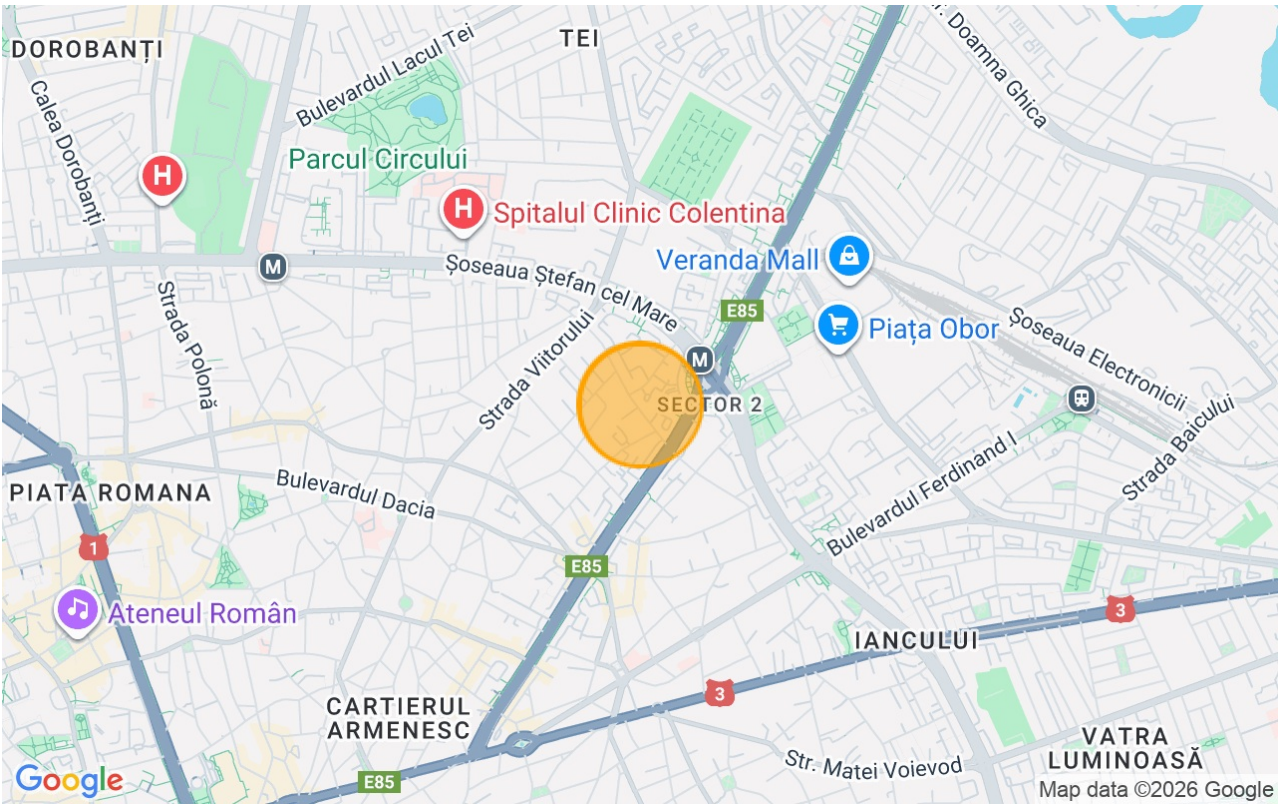 DOROBANȚI
TEI
Bulevardul Lacul Tei
Str. Doamna Ghica
Calea Dorobanți
Parcul Circului
H
H
Spitalul Clinic Colentina
Veranda Mall
M
Șoseaua Ștefan cel Mare
E85
Strada Polonă
Strada Viitorului
Piața Obor
Șoseaua Electronicii
M
SECTOR 2
Strada Baicului
Bulevardul Ferdinand I
PIAȚA ROMANA
Bulevardul Dacia
1
E85
Ateneul Român
3
IANCULUI
3
CARTIERUL
ARMENESC
VATRA
LUMINOASĂ
Str. Matei Voievod
E85
Google
Map data ©2026 Google